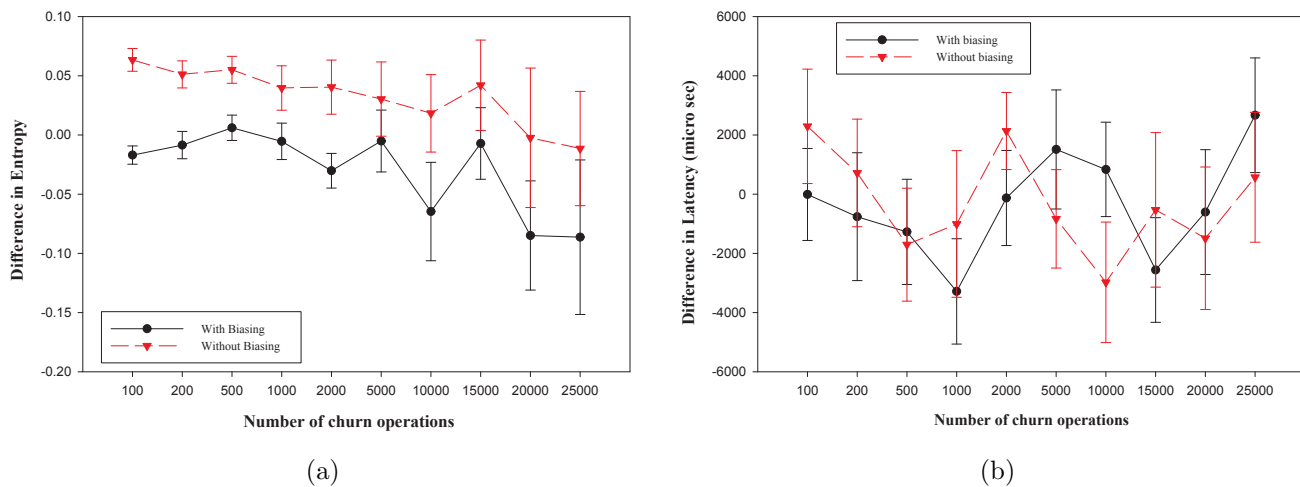 0.10
0.05
0.00
-0.05
-0.10
-0.15
-0.20
Difference in Entropy
With Biasing
Without Biasing
100 200 500 1000 2000 5000 10000 15000 20000 25000
Number of churn operations
(a)
6000
4000
2000
0
-2000
-4000
-6000
Difference in Latency (micro sec)
With biasing
Without biasing
100 200 500 1000 2000 5000 10000 15000 20000 25000
Number of churn operations
(b)